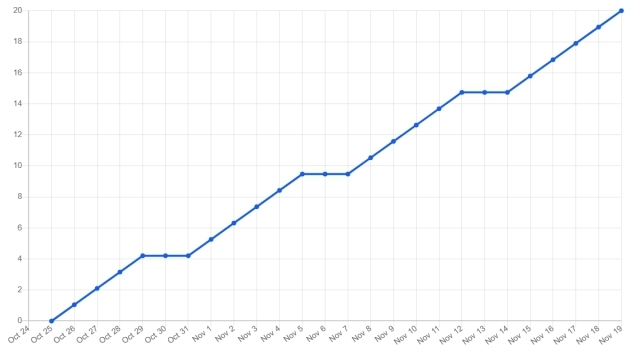 20
18
16
14
12
10
8
6
4
2
0
Oct 24
Oct 25
Oct 26
Oct 27
Oct 28
Oct 29
Oct 30
Oct 31
Nov 1
Nov 2
Nov 3
Nov 4
Nov 5
Nov 6
Nov 7
Nov 8
Nov 9
Nov 10
Nov 11
Nov 12
Nov 13
Nov 14
Nov 15
Nov 16
Nov 17
Nov 18
Nov 19